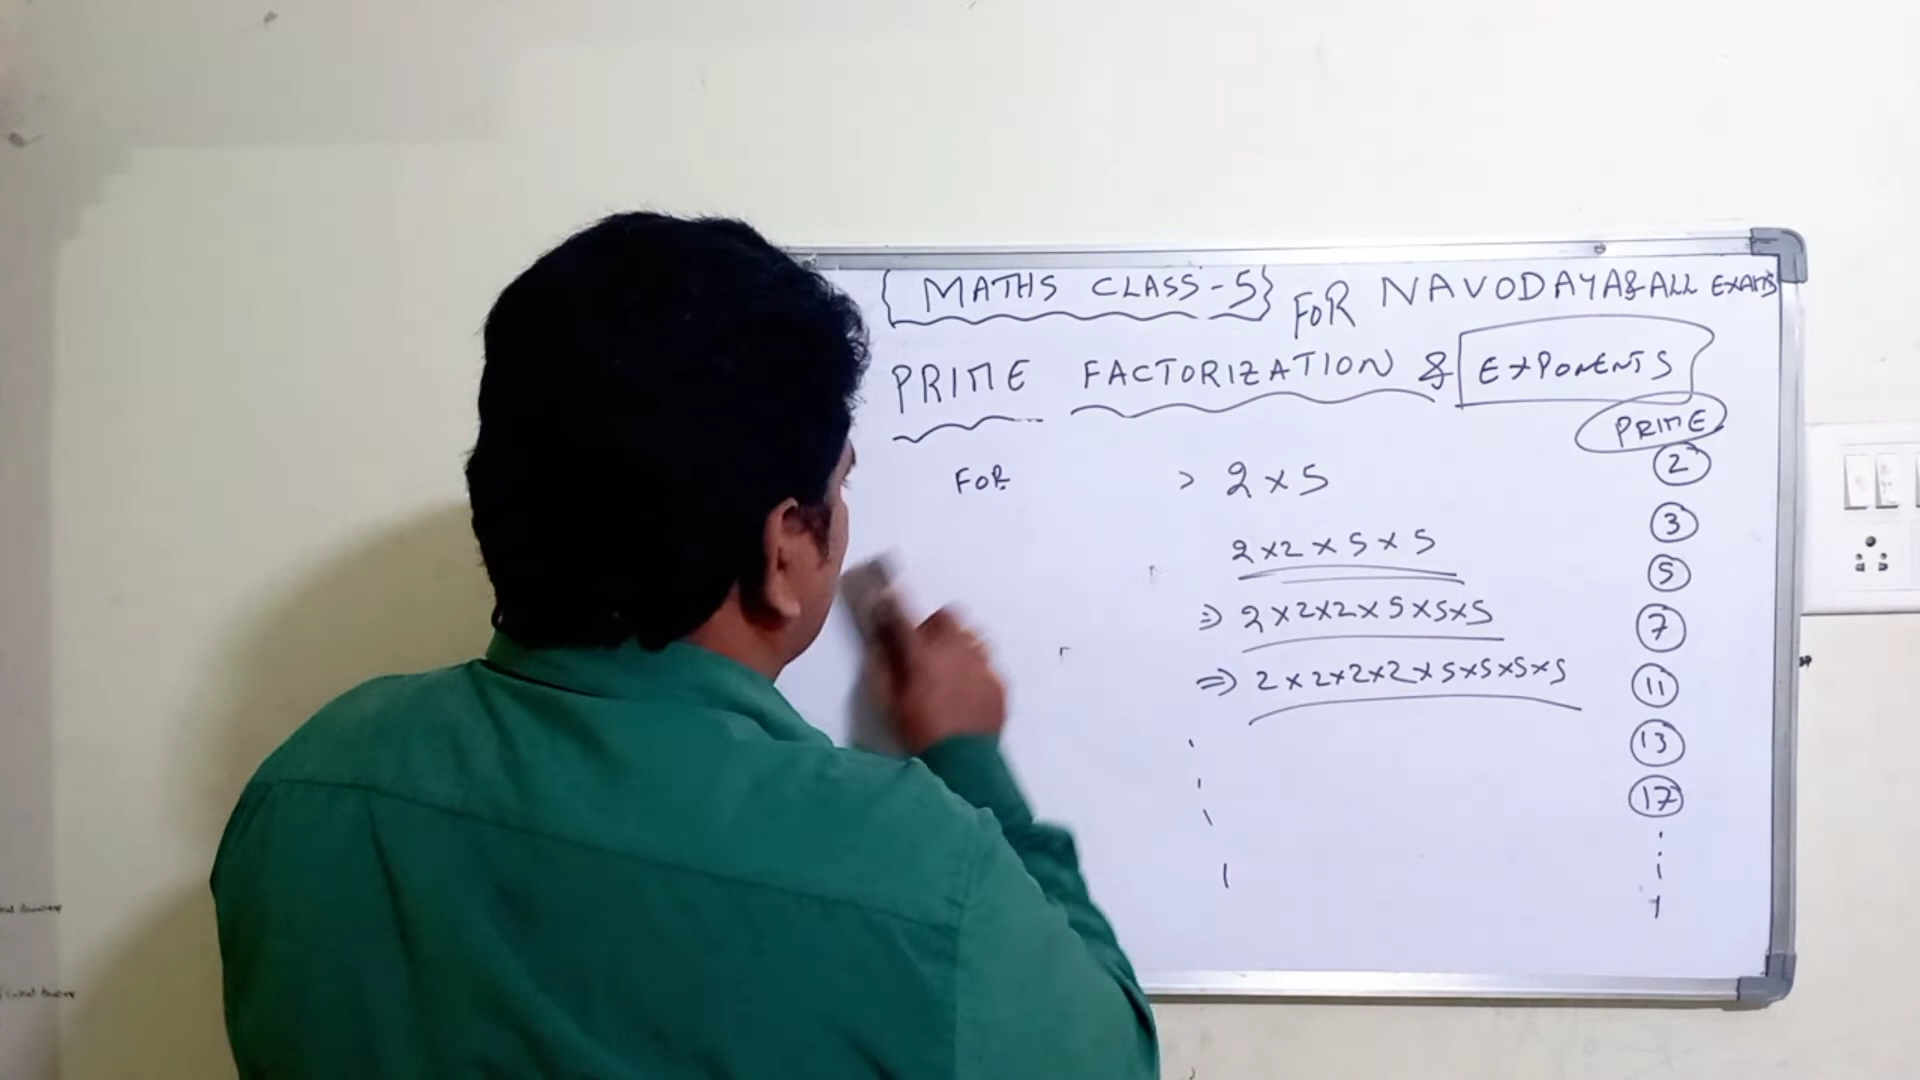 { MATHS CLASS-5 } FOR NAVODAYA & ALL EXAMS
PRIME FACTORIZATION & EXPONENTS
PRIME
FOR > 2 × 5
2 × 2 × 5 × 5
⇒ 2 × 2 × 2 × 5 × 5 × 5
⇒ 2 × 2 × 2 × 2 × 5 × 5 × 5 × 5
2
3
5
7
11
13
17